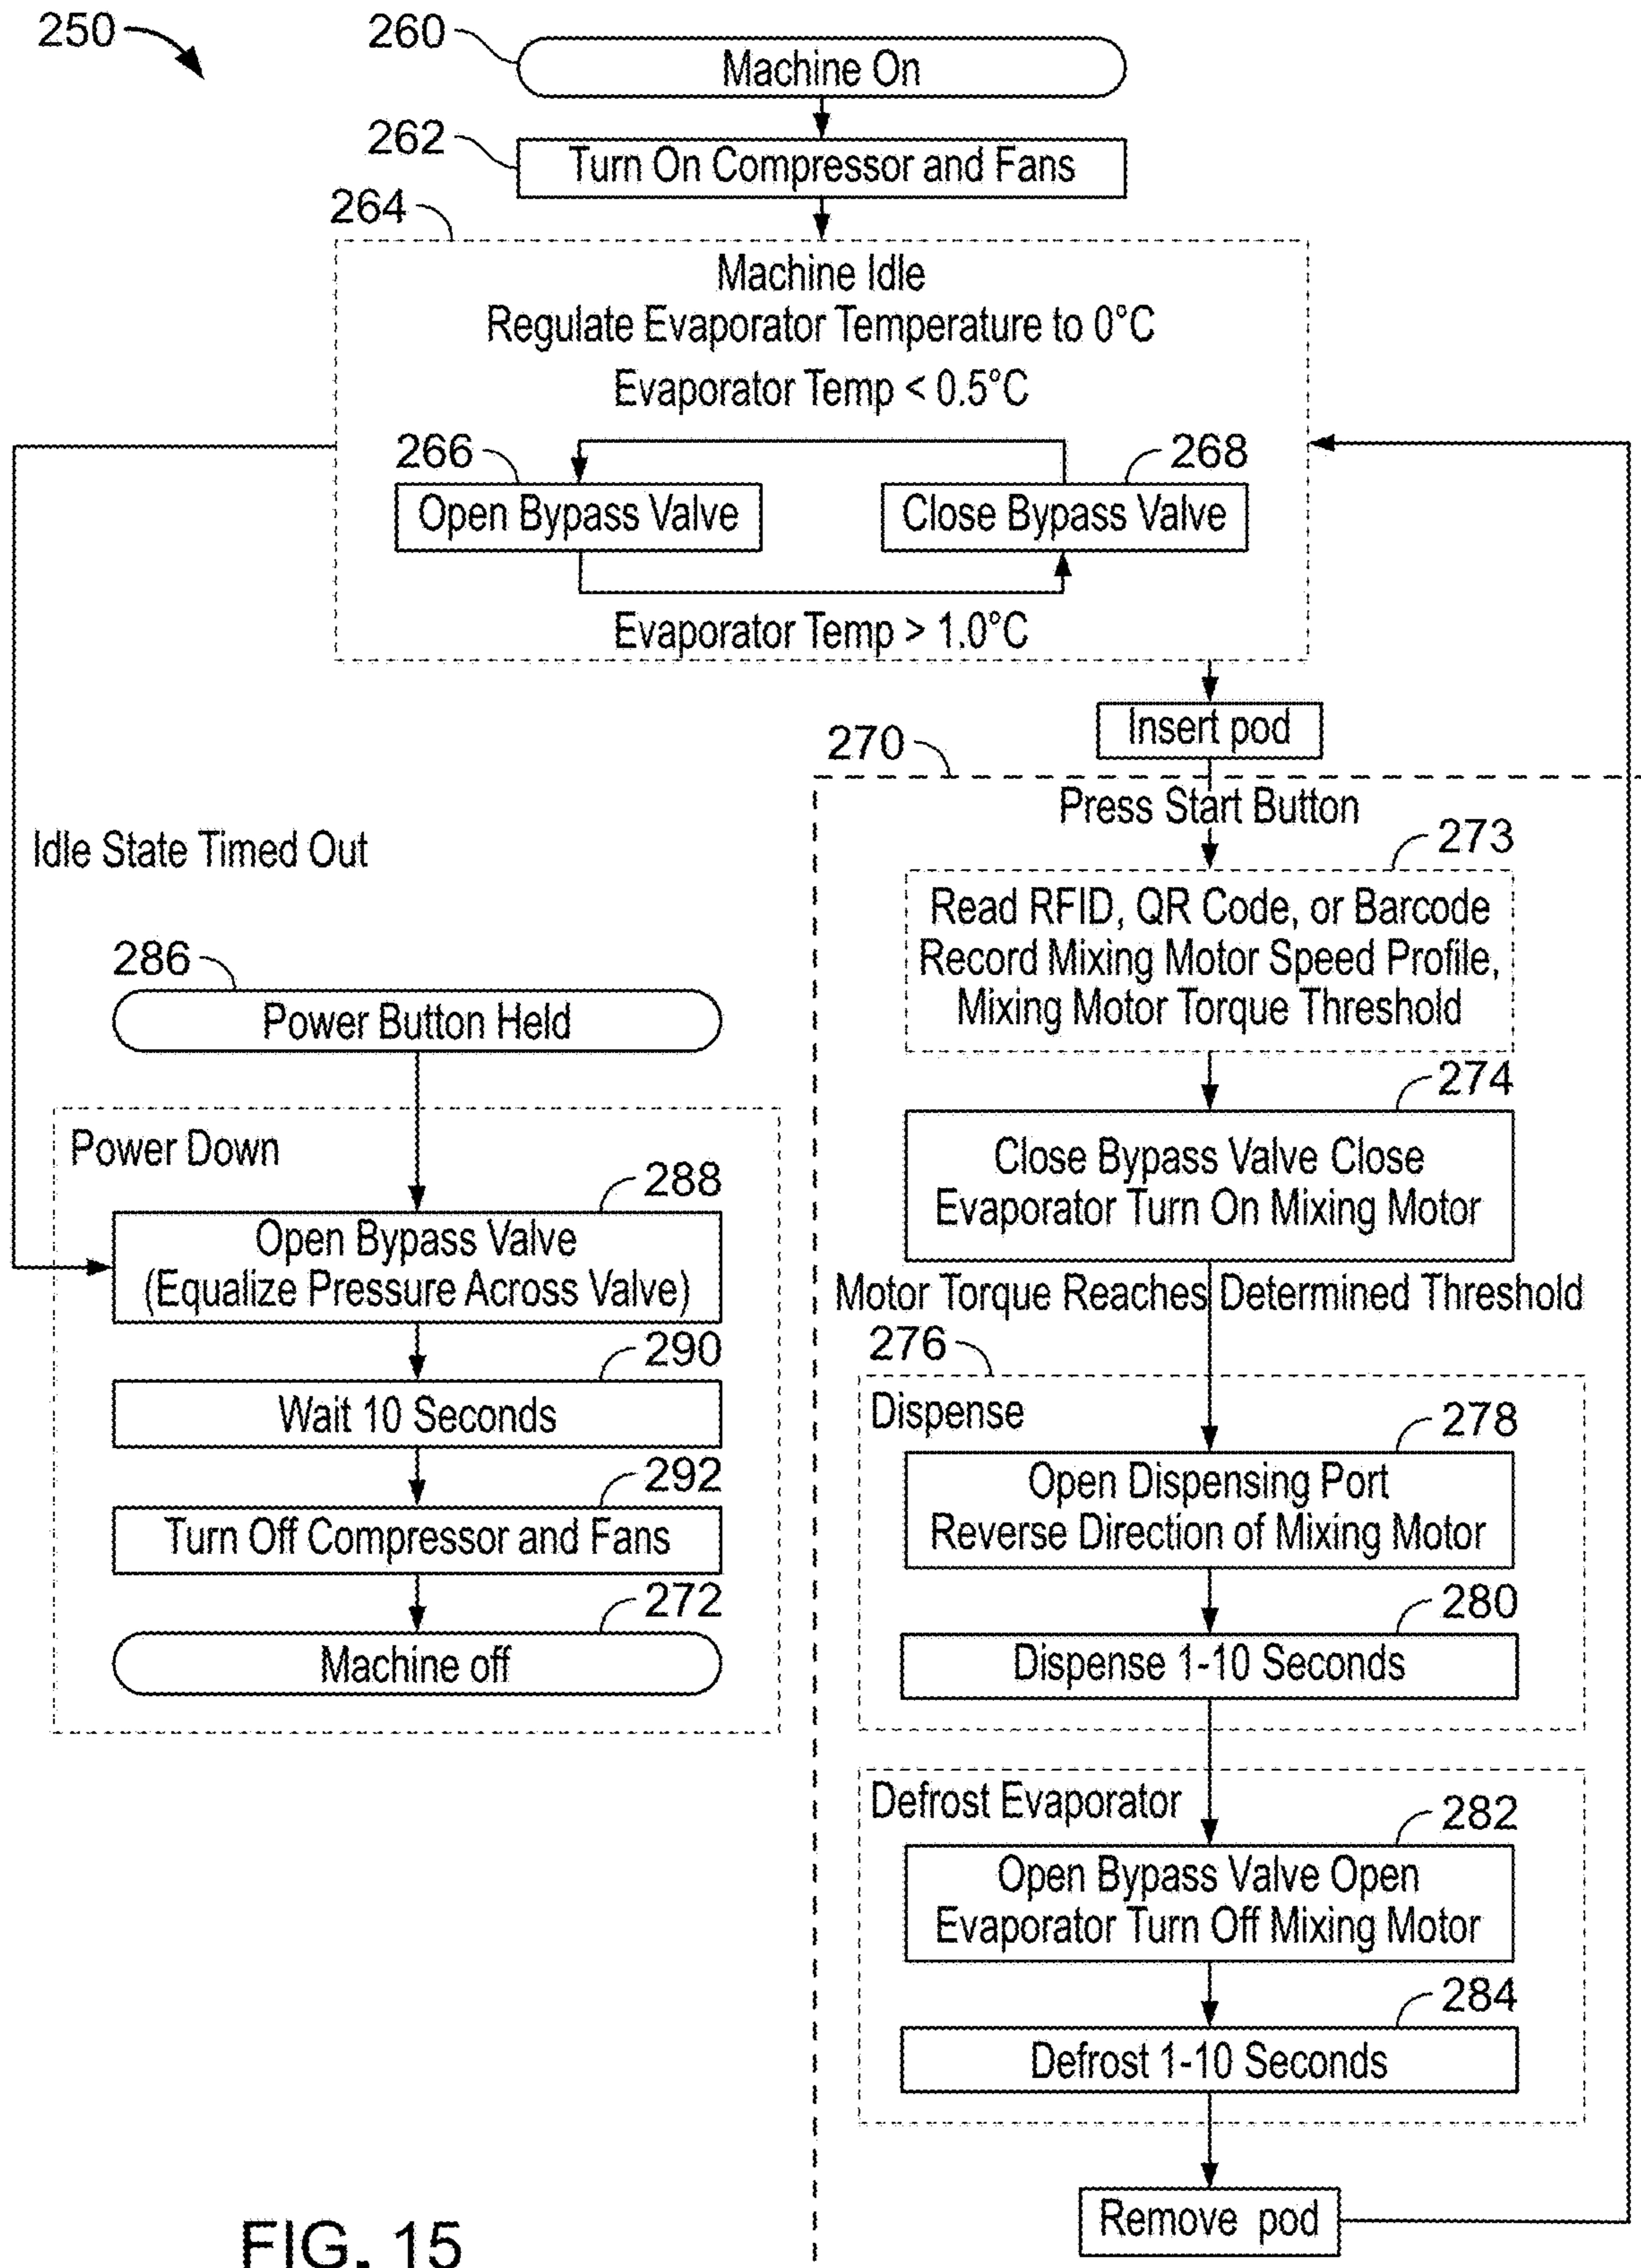 250
260
Machine On
262
Turn On Compressor and Fans
264
Machine Idle
Regulate Evaporator Temperature to 0°C
Evaporator Temp < 0.5°C
266
268
Open Bypass Valve
Close Bypass Valve
Evaporator Temp > 1.0°C
Insert pod
270
Press Start Button
273
Read RFID, QR Code, or Barcode
Record Mixing Motor Speed Profile,
Mixing Motor Torque Threshold
274
Close Bypass Valve Close
Evaporator Turn On Mixing Motor
Motor Torque Reaches Determined Threshold
276
Dispense
278
Open Dispensing Port
Reverse Direction of Mixing Motor
280
Dispense 1-10 Seconds
Defrost Evaporator
282
Open Bypass Valve Open
Evaporator Turn Off Mixing Motor
284
Defrost 1-10 Seconds
Remove pod
Idle State Timed Out
286
Power Button Held
Power Down
288
Open Bypass Valve
(Equalize Pressure Across Valve)
290
Wait 10 Seconds
292
Turn Off Compressor and Fans
272
Machine off
FIG. 15